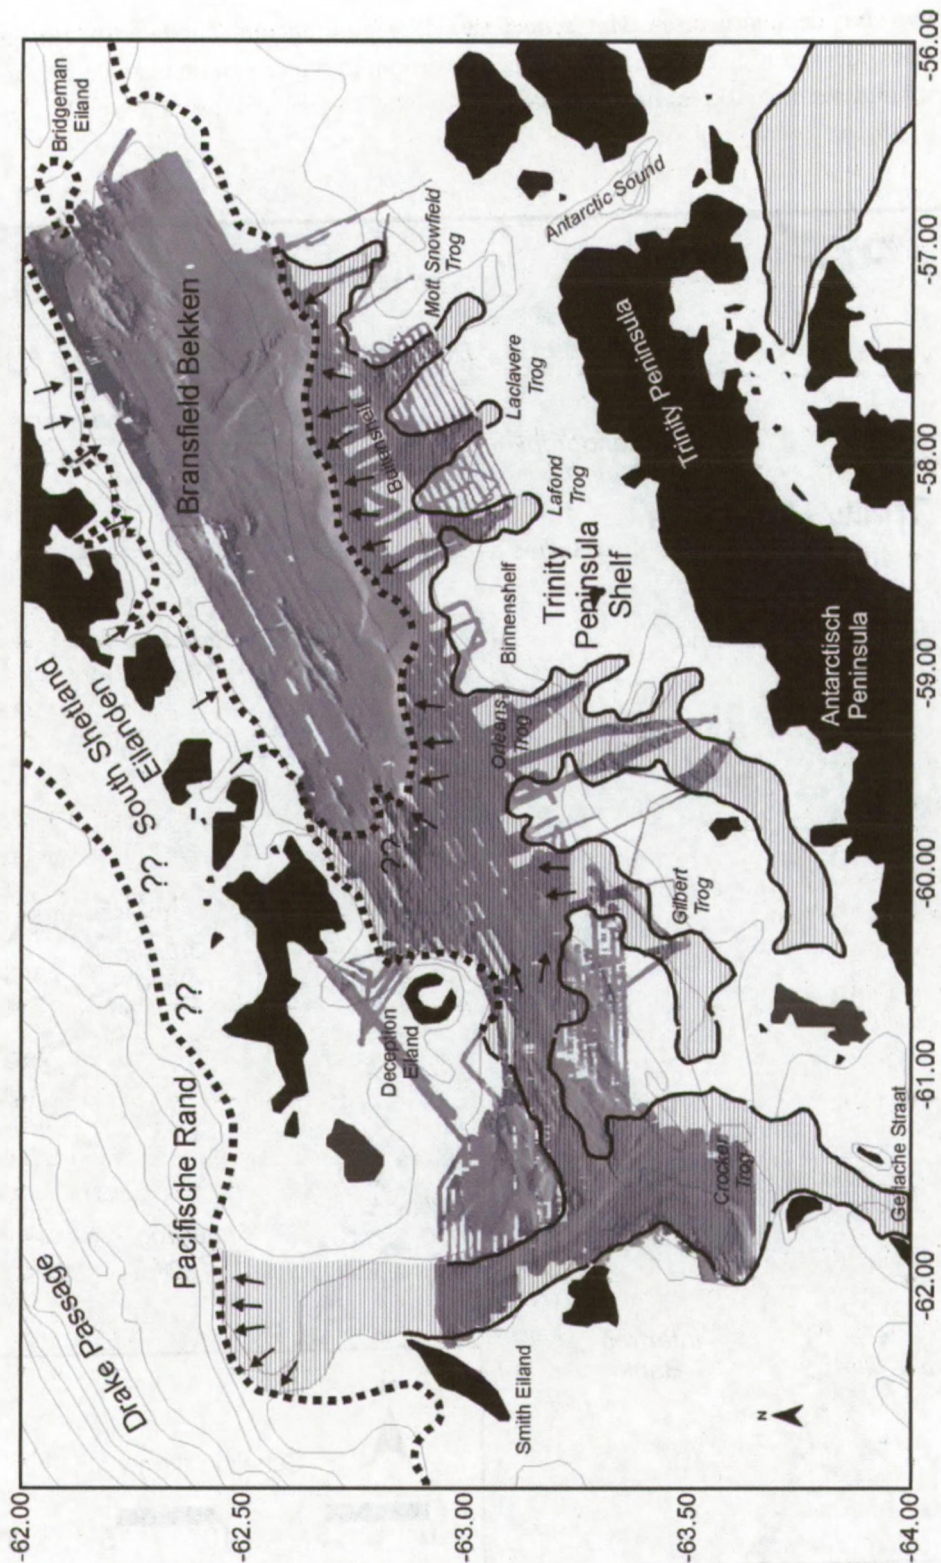 -62.00
-62.50
-63.00
-63.50
-64.00
-62.00
-61.00
-60.00
-59.00
-58.00
-57.00
-56.00
Drake Passage
Pacifische Rand
??
??
South Shetland
Eilanden
Bridgeman
Eiland
Bransfield Bekken
??
Deception
Eiland
Smith Eiland
N
Mott Snowfield
Trog
Laclavere
Trog
Lafond
Trog
Binnenshelf
Trinity
Peninsula
Shelf
Orleans
Trog
Gilbert
Trog
Crocker
Trog
Gerlache Straat
Antarctic Sound
Trinity Peninsula
Antarctisch
Peninsula